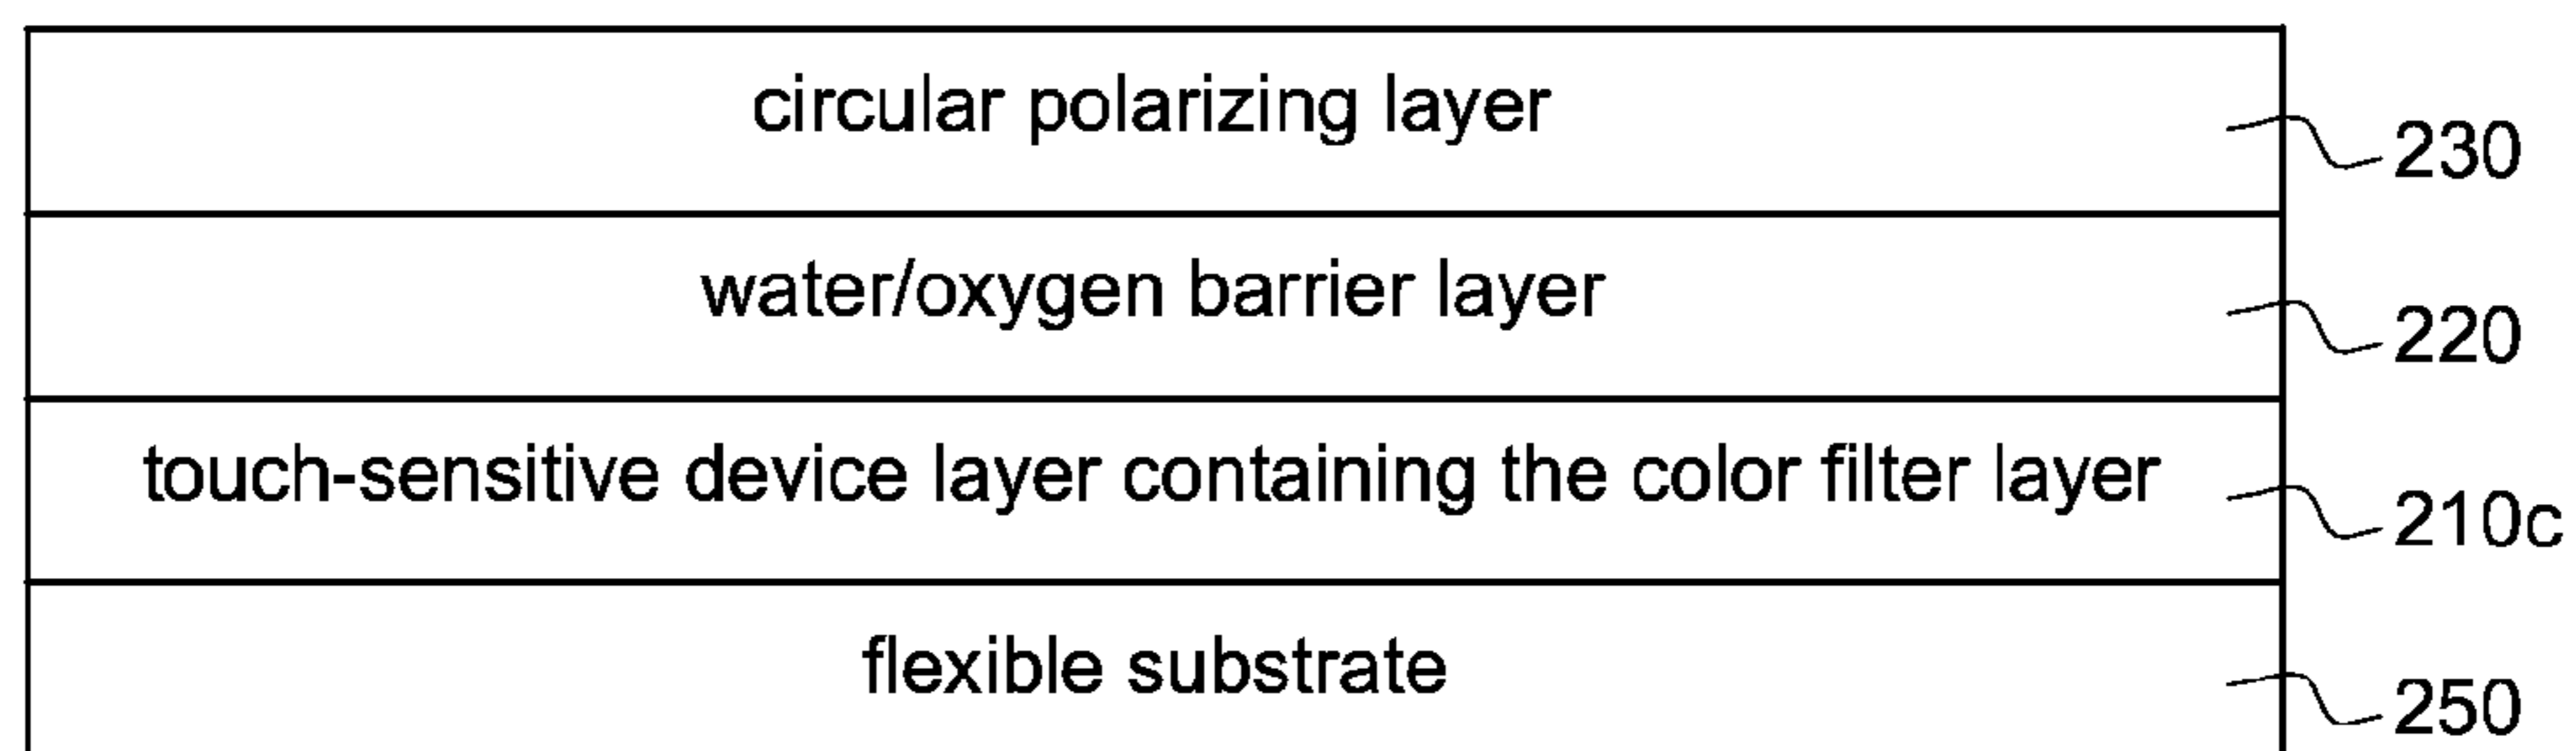 circular polarizing layer
230
water/oxygen barrier layer
220
touch-sensitive device layer containing the color filter layer
210c
flexible substrate
250